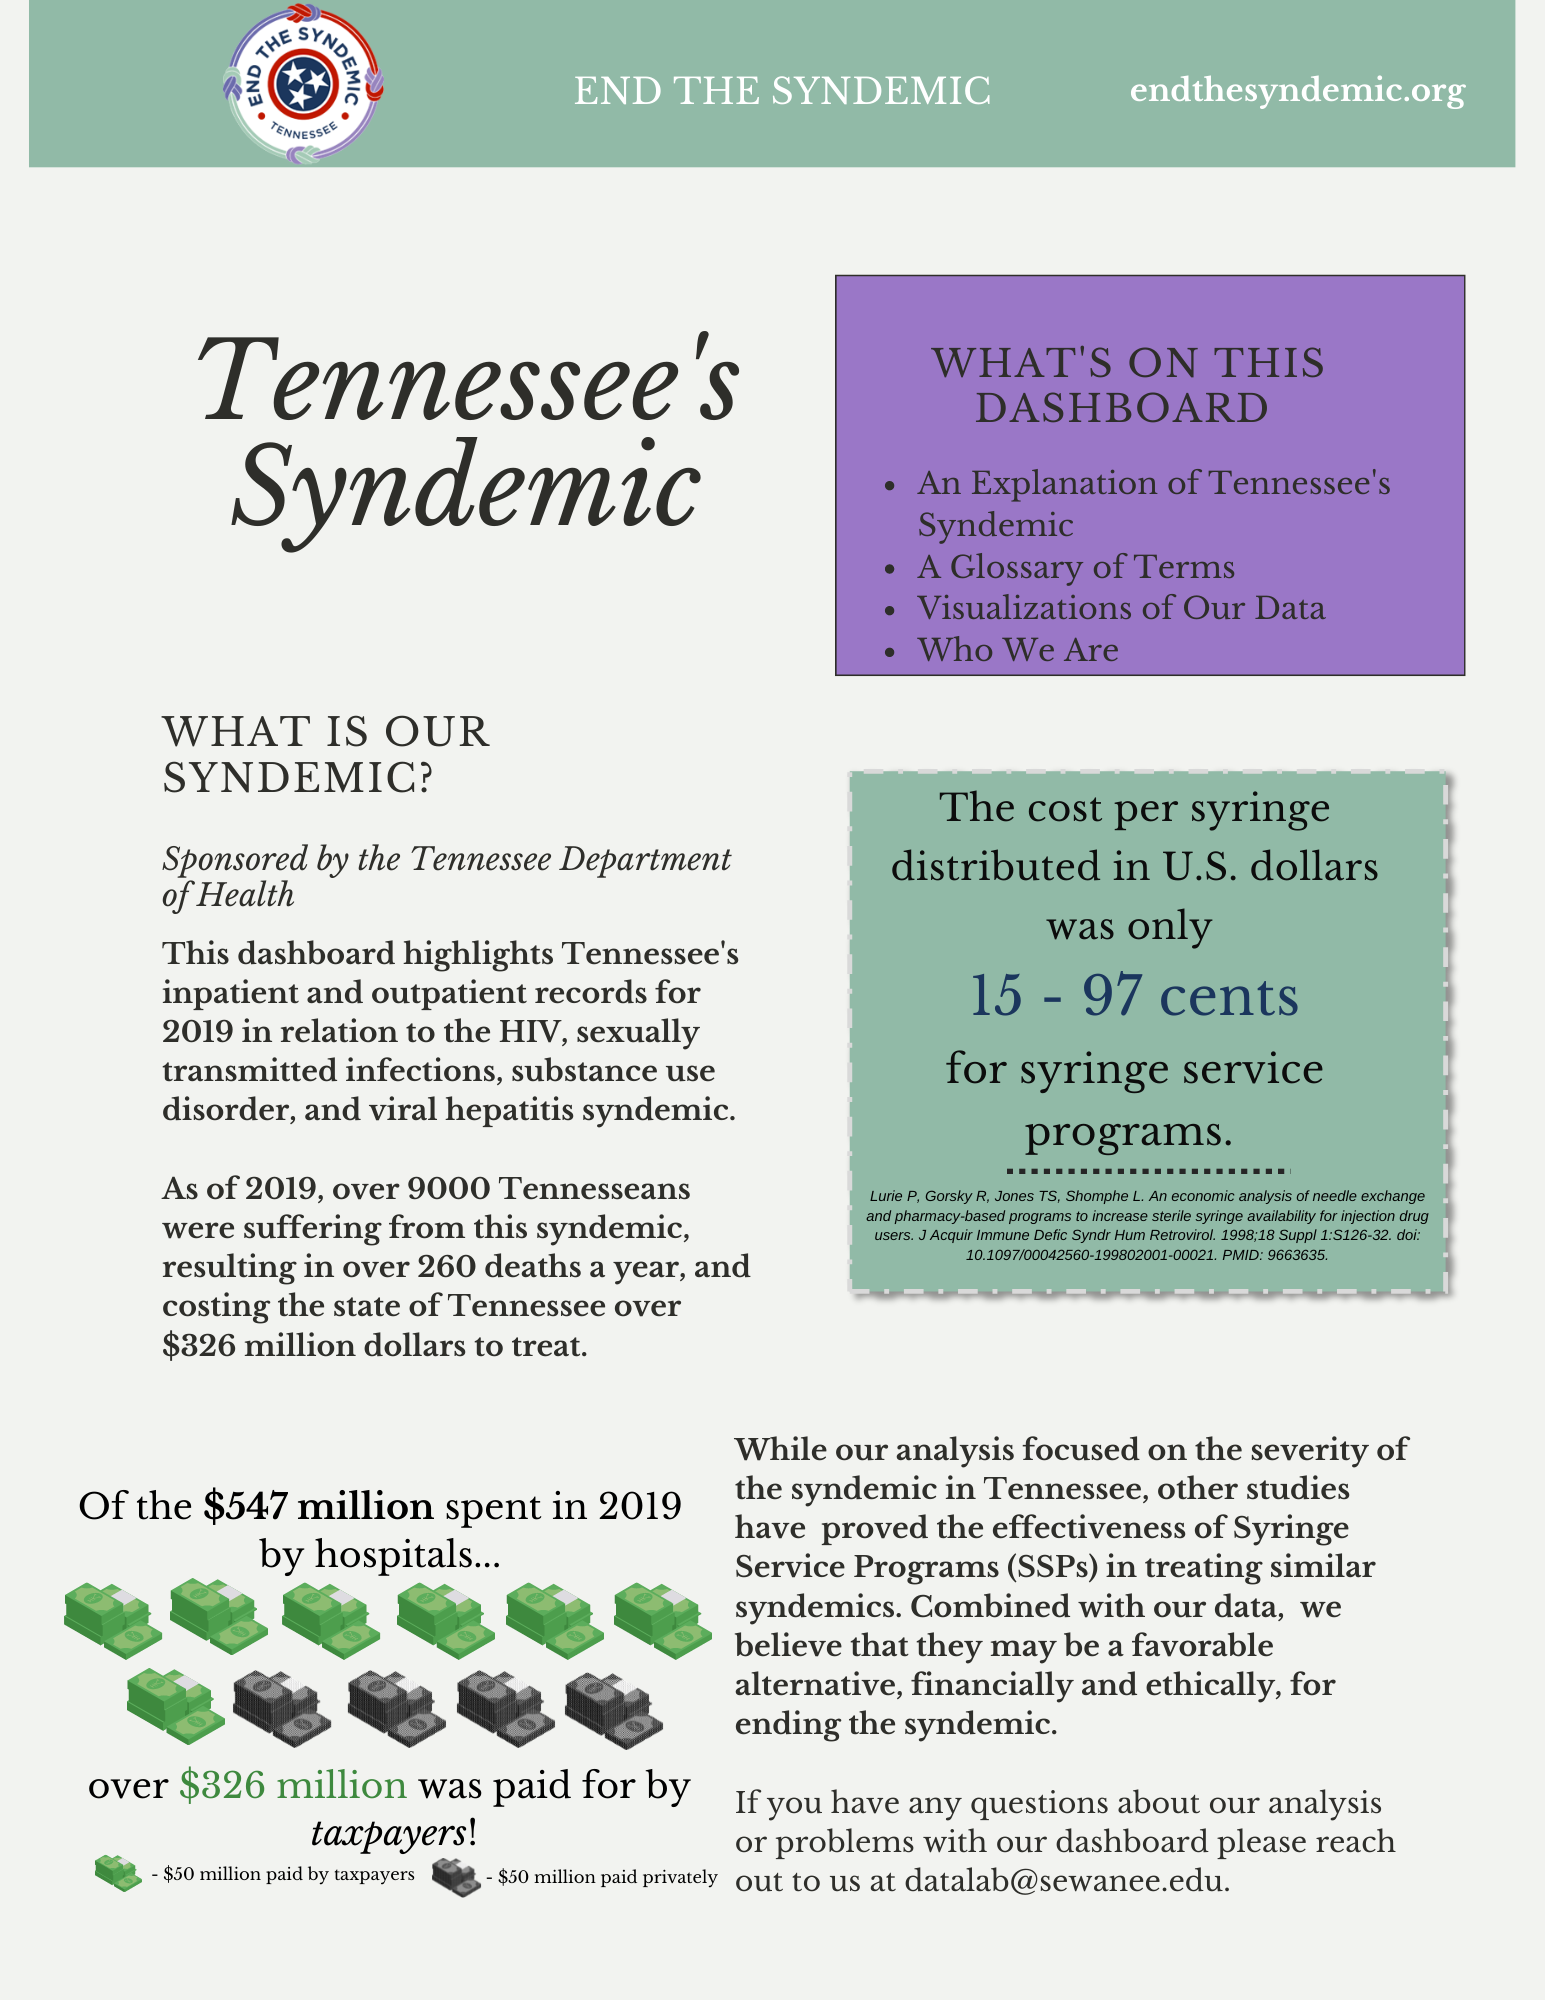 END THE SYNDEMIC
TENNESSEE
END THE SYNDEMIC
endthesyndemic.org
Tennessee's
Syndemic
WHAT'S ON THIS
DASHBOARD
• An Explanation of Tennessee's
Syndemic
• A Glossary of Terms
• Visualizations of Our Data
• Who We Are
WHAT IS OUR
SYNDEMIC?
Sponsored by the Tennessee Department
of Health
This dashboard highlights Tennessee's
inpatient and outpatient records for
2019 in relation to the HIV, sexually
transmitted infections, substance use
disorder, and viral hepatitis syndemic.
As of 2019, over 9000 Tennesseans
were suffering from this syndemic,
resulting in over 260 deaths a year, and
costing the state of Tennessee over
$326 million dollars to treat.
The cost per syringe
distributed in U.S. dollars
was only
15 - 97 cents
for syringe service
programs.
Lurie P, Gorsky R, Jones TS, Shomphe L. An economic analysis of needle exchange
and pharmacy-based programs to increase sterile syringe availability for injection drug
users. J Acquir Immune Defic Syndr Hum Retrovirol. 1998;18 Suppl 1:S126-32. doi:
10.1097/00042560-199802001-00021. PMID: 9663635.
Of the $547 million spent in 2019
by hospitals...
over $326 million was paid for by
taxpayers!
- $50 million paid by taxpayers
- $50 million paid privately
While our analysis focused on the severity of
the syndemic in Tennessee, other studies
have  proved the effectiveness of Syringe
Service Programs (SSPs) in treating similar
syndemics. Combined with our data,  we
believe that they may be a favorable
alternative, financially and ethically, for
ending the syndemic.
If you have any questions about our analysis
or problems with our dashboard please reach
out to us at datalab@sewanee.edu.